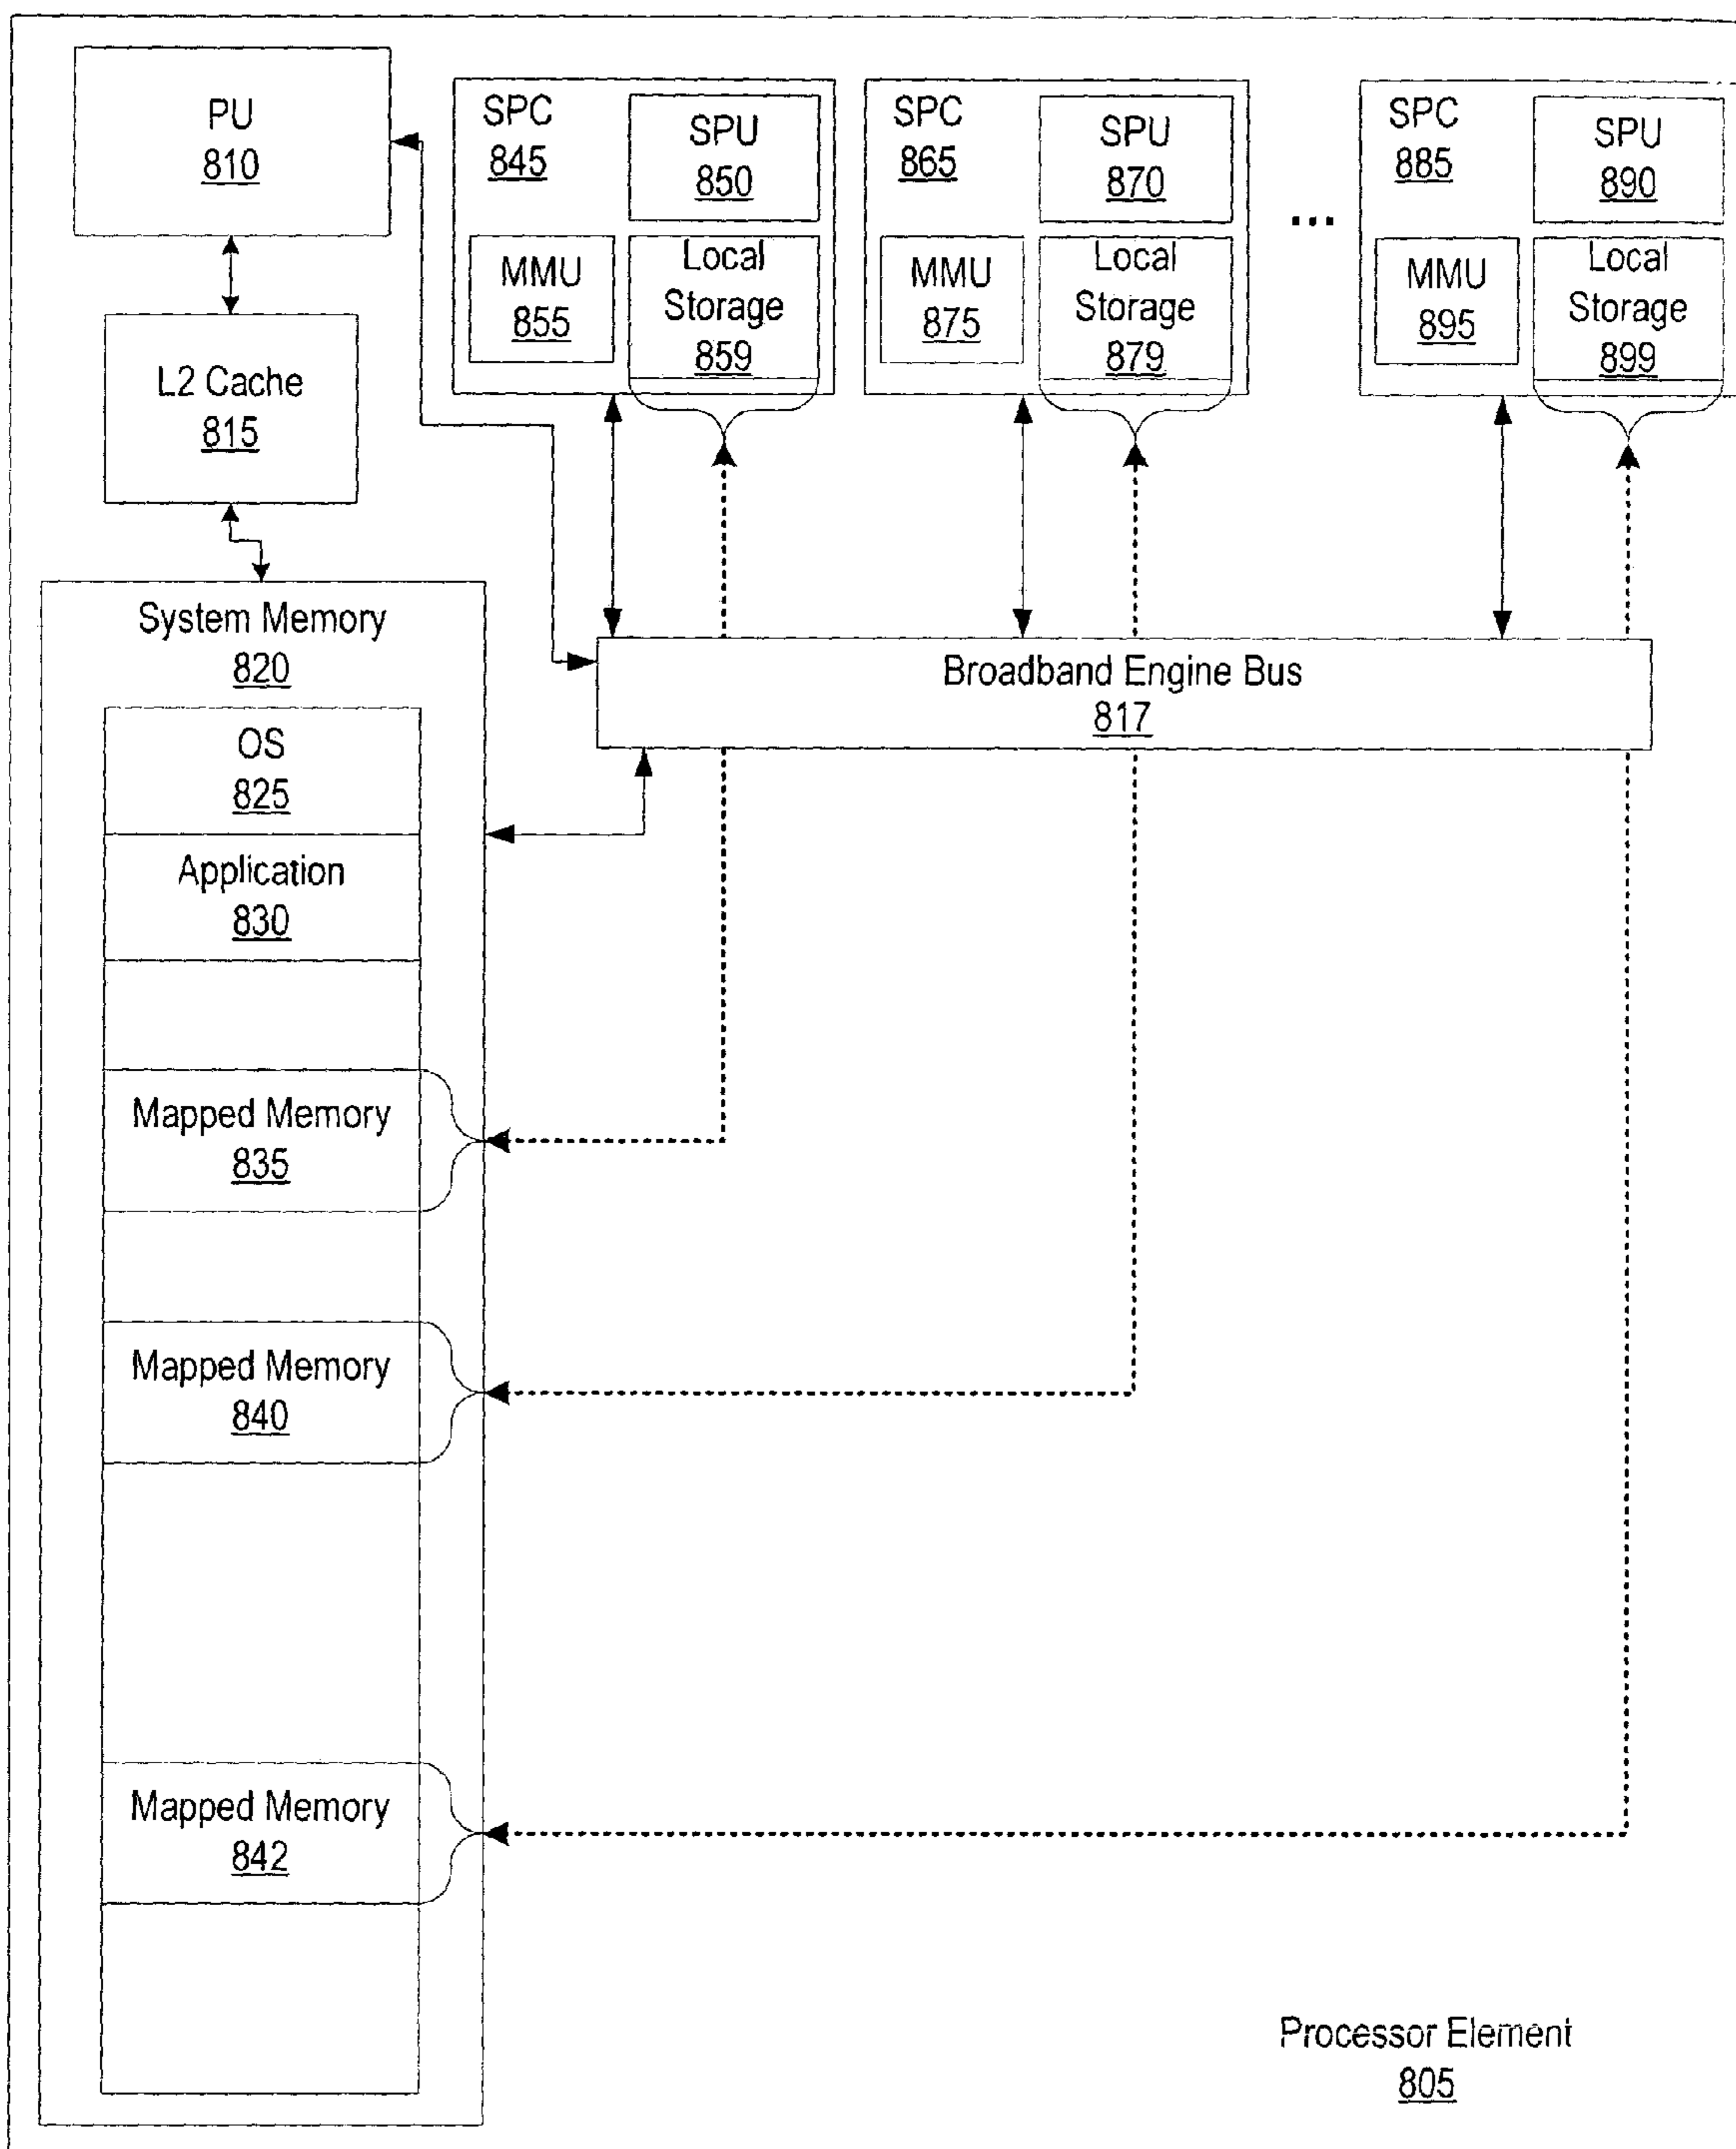 PU
810
L2 Cache
815
SPC
845
SPU
850
MMU
855
Local
Storage
859
SPC
865
SPU
870
MMU
875
Local
Storage
879
...
SPC
885
SPU
890
MMU
895
Local
Storage
899
Broadband Engine Bus
817
System Memory
820
OS
825
Application
830
Mapped Memory
835
Mapped Memory
840
Mapped Memory
842
Processor Element
805